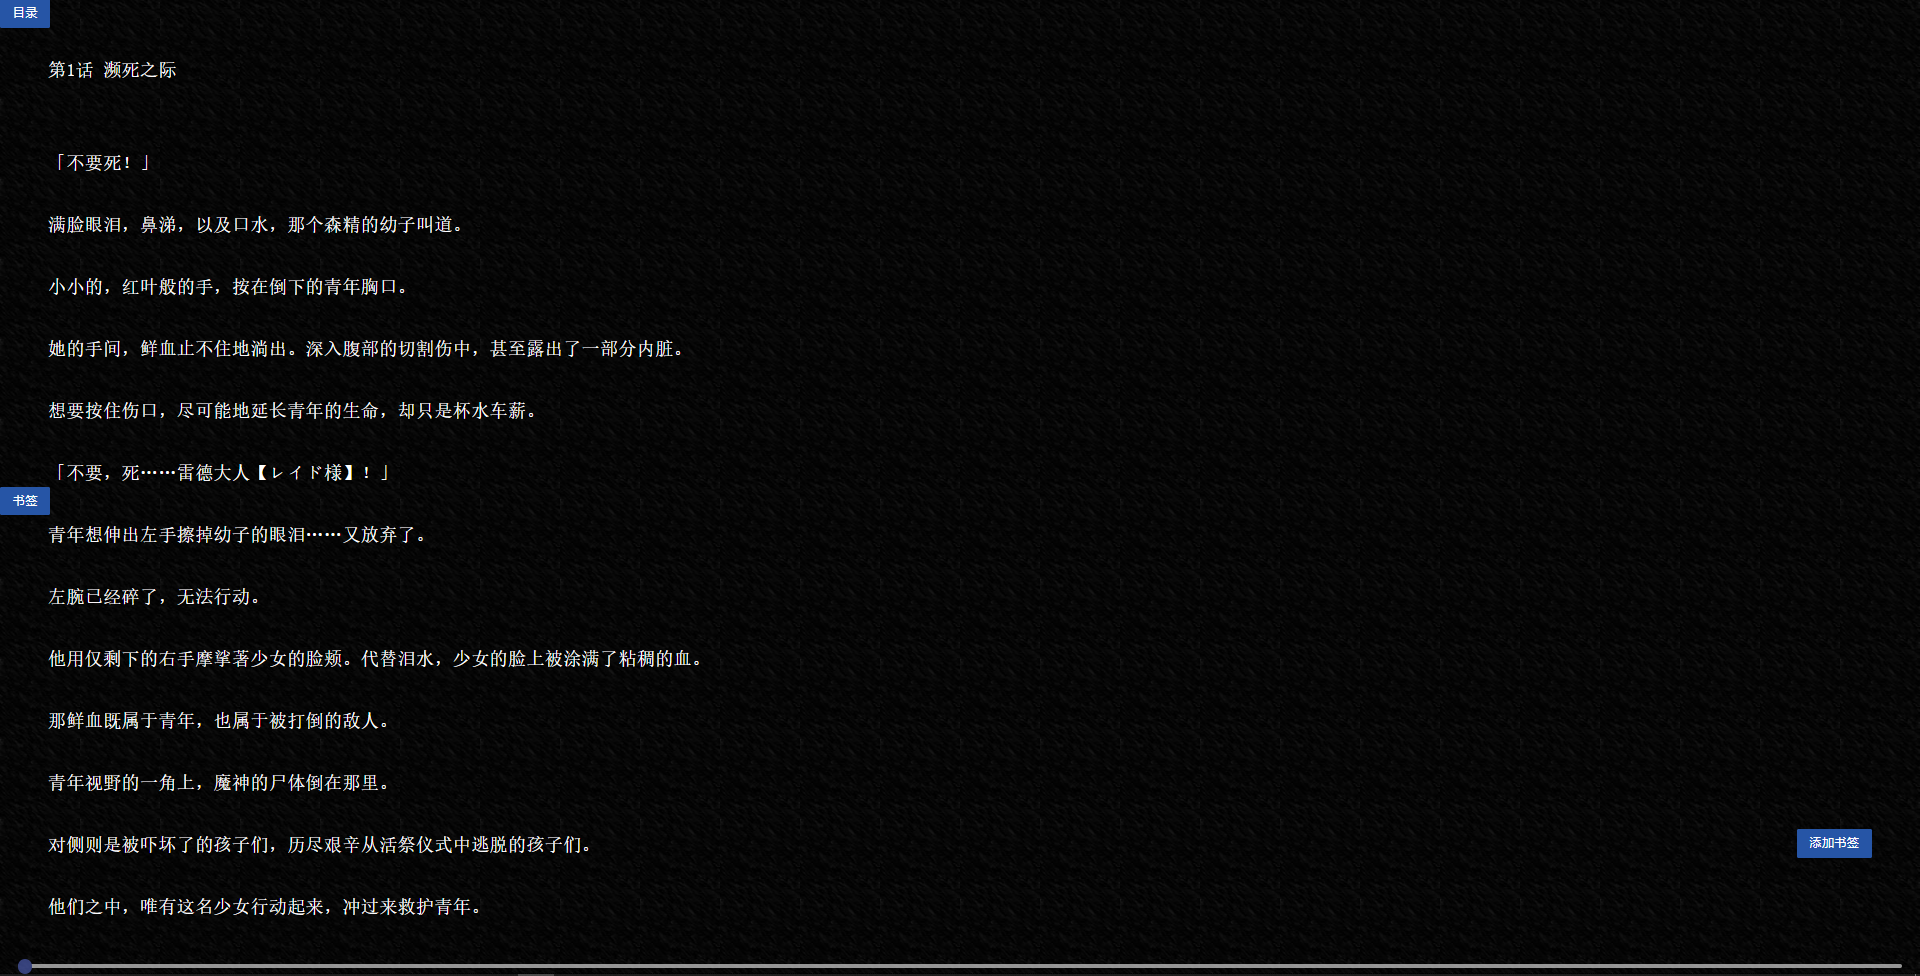 目录
第1话 濒死之际
「不要死！」
满脸眼泪，鼻涕，以及口水，那个森精的幼子叫道。
小小的，红叶般的手，按在倒下的青年胸口。
她的手间，鲜血止不住地淌出。深入腹部的切割伤中，甚至露出了一部分内脏。
想要按住伤口，尽可能地延长青年的生命，却只是杯水车薪。
「不要，死……雷德大人【レイド様】！」
书签
青年想伸出左手擦掉幼子的眼泪……又放弃了。
左腕已经碎了，无法行动。
他用仅剩下的右手摩挲著少女的脸颊。代替泪水，少女的脸上被涂满了粘稠的血。
那鲜血既属于青年，也属于被打倒的敌人。
青年视野的一角上，魔神的尸体倒在那里。
对侧则是被吓坏了的孩子们，历尽艰辛从活祭仪式中逃脱的孩子们。
添加书签
他们之中，唯有这名少女行动起来，冲过来救护青年。